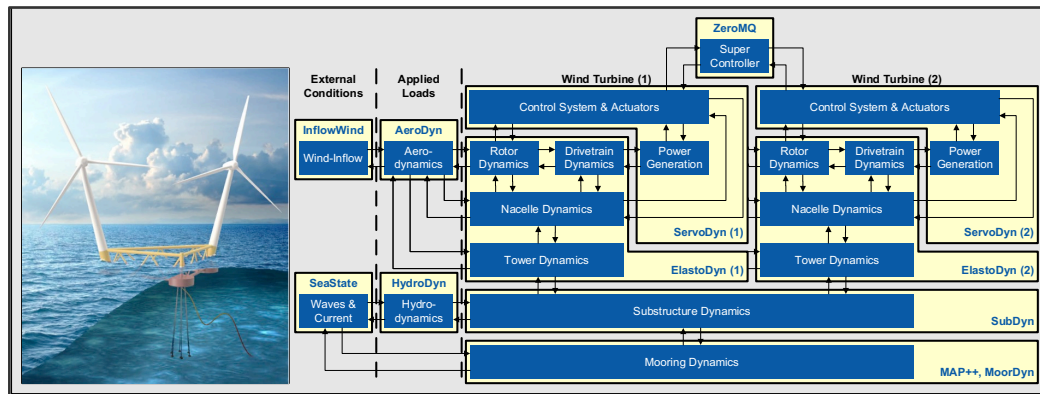 ZeroMQ
Super
Controller
External
Conditions
Applied
Loads
Wind Turbine (1)
Wind Turbine (2)
Control System & Actuators
Control System & Actuators
InflowWind
Wind-Inflow
AeroDyn
Aero-
dynamics
Rotor
Dynamics
Drivetrain
Dynamics
Power
Generation
Rotor
Dynamics
Drivetrain
Dynamics
Power
Generation
Nacelle Dynamics
Nacelle Dynamics
ServoDyn (1)
ServoDyn (2)
Tower Dynamics
Tower Dynamics
ElastoDyn (1)
ElastoDyn (2)
SeaState
Waves &
Current
HydroDyn
Hydro-
dynamics
Substructure Dynamics
SubDyn
Mooring Dynamics
MAP++, MoorDyn